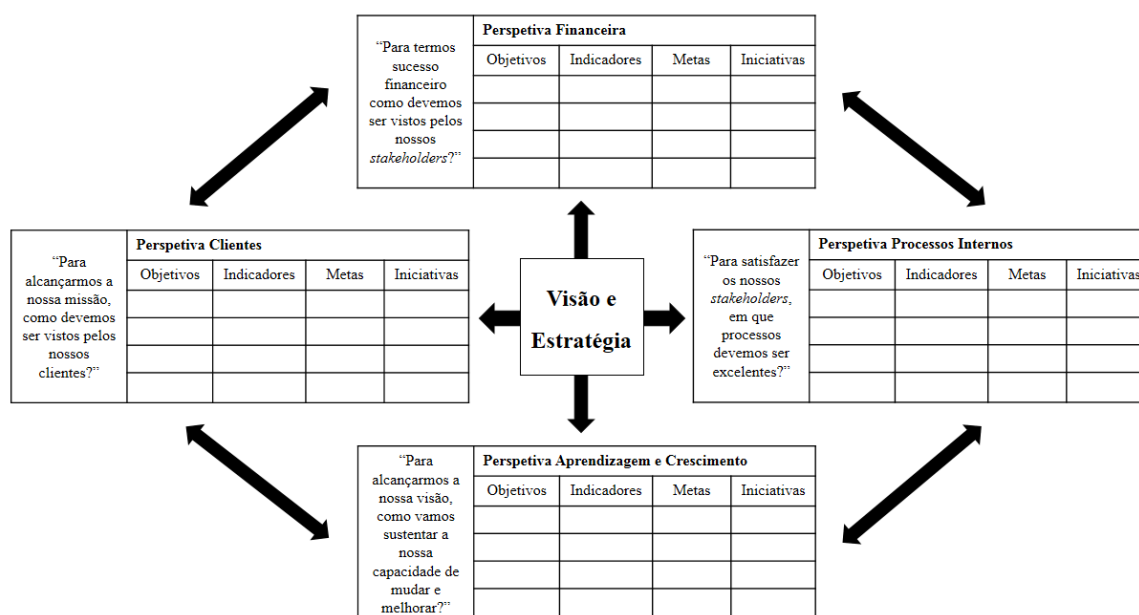 “Para termos
sucesso
financeiro
como devemos
ser vistos pelos
nossos
stakeholders?”
Perspetiva Financeira
Objetivos Indicadores Metas Iniciativas
“Para
alcançarmos a
nossa missão,
como devemos
ser vistos pelos
nossos
clientes?”
Perspetiva Clientes
Objetivos Indicadores Metas Iniciativas
Visão e
Estratégia
“Para satisfazer
os nossos
stakeholders,
em que
processos
devemos ser
excelentes?”
Perspetiva Processos Internos
Objetivos Indicadores Metas Iniciativas
“Para
alcançarmos a
nossa visão,
como vamos
sustentar a
nossa
capacidade de
mudar e
melhorar?”
Perspetiva Aprendizagem e Crescimento
Objetivos Indicadores Metas Iniciativas